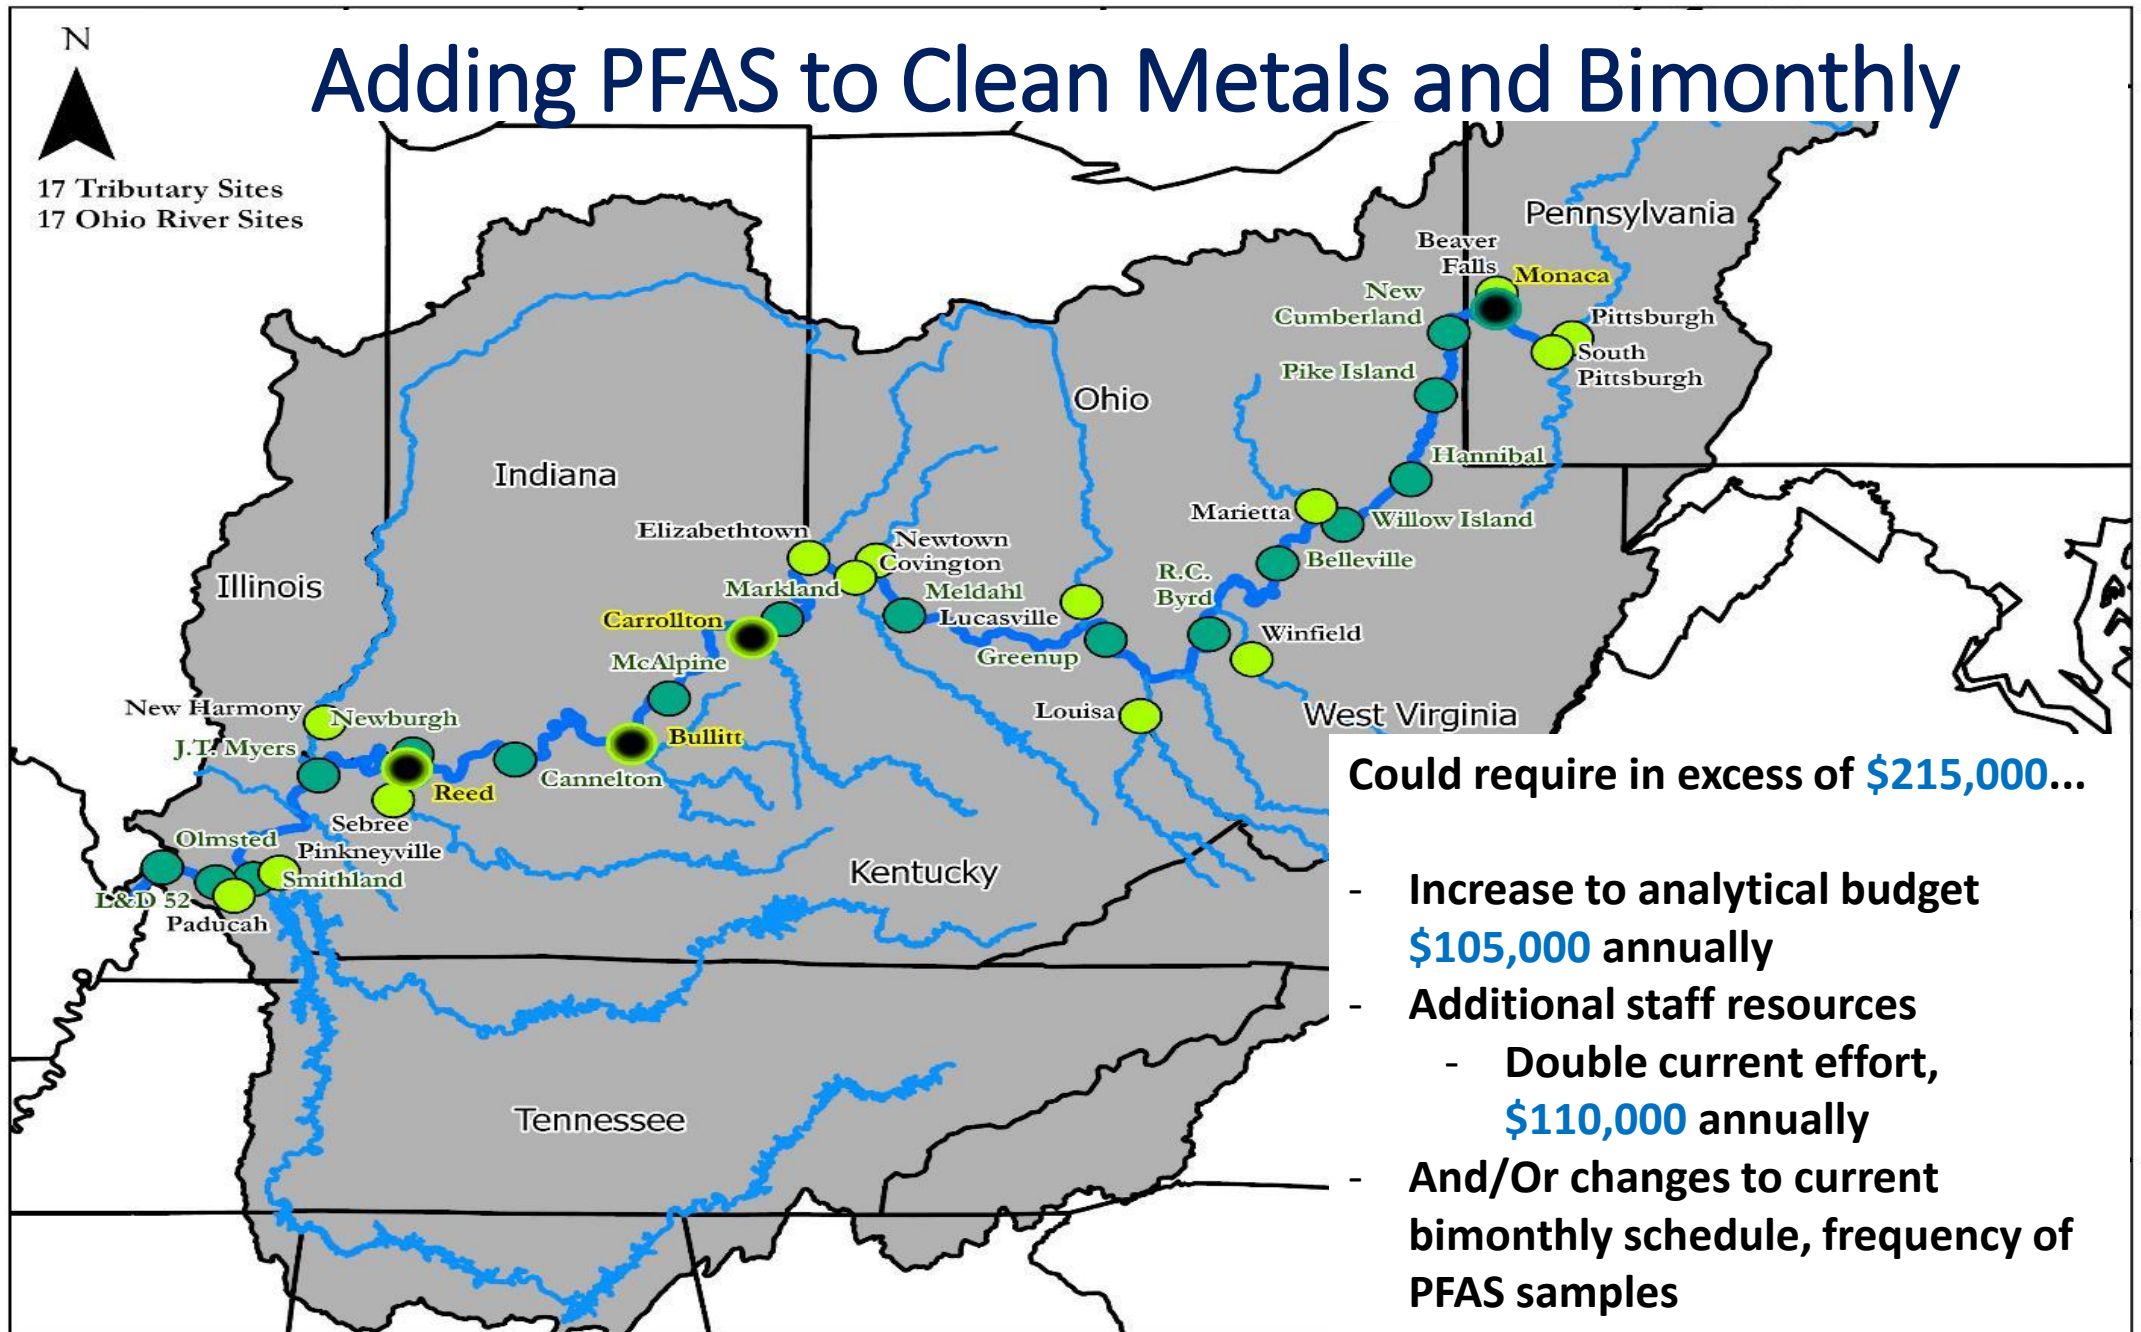 Adding PFAS to Clean Metals and Bimonthly
N
17 Tributary Sites
17 Ohio River Sites
Pennsylvania
Beaver
Falls
Monaca
New
Cumberland
Pittsburgh
South
Pittsburgh
Pike Island
Ohio
Hannibal
Indiana
Marietta
Willow Island
Elizabethtown
Newtown
Covington
Belleville
Illinois
R.C.
Byrd
Markland
Meldahl
Carrollton
Lucasville
Winfield
McAlpine
Greenup
New Harmony
Newburgh
Louisa
West Virginia
J.T. Myers
Bullitt
Cannelton
Reed
Sebree
Olmsted
Pinkneyville
Smithland
Kentucky
L&D 52
Paducah
Tennessee
Could require in excess of $215,000...
- Increase to analytical budget
$105,000 annually
- Additional staff resources
- Double current effort,
$110,000 annually
- And/Or changes to current
bimonthly schedule, frequency of
PFAS samples